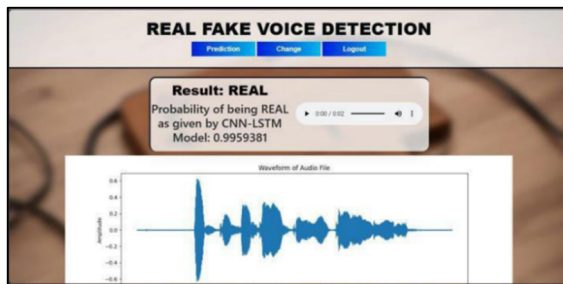 REAL FAKE VOICE DETECTION
Prediction Change Logout
Result: REAL
Probability of being REAL
as given by CNN-LSTM
Model: 0.9959381
0:00 / 0:02
Waveform of Audio File
0.6
0.4
0.2
0.0
−0.2
−0.4
−0.6
Amplitude